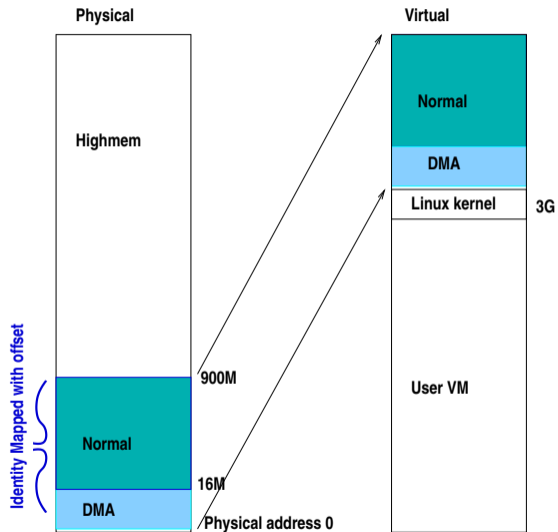 Physical
Virtual
Highmem
Normal
DMA
Linux kernel
3G
900M
User VM
Identity Mapped with offset
Normal
16M
DMA
Physical address 0